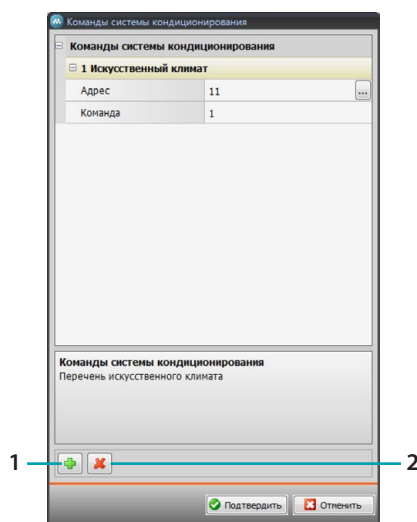 Команды системы кондиционирования
Команды системы кондиционирования
1 Искусственный климат
Адрес 11 ...
Команда 1
Команды системы кондиционирования
Перечень искусственного климата
1 2
Подтвердить Отменить